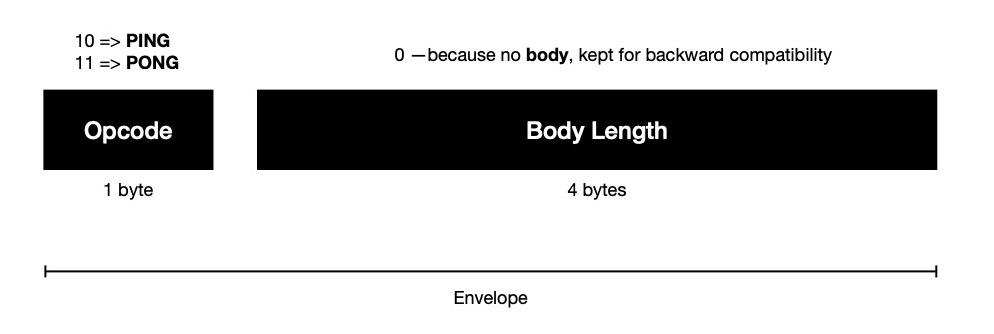 10 => PING
11 => PONG
0 —because no body, kept for backward compatibility
Opcode
Body Length
1 byte
4 bytes
Envelope